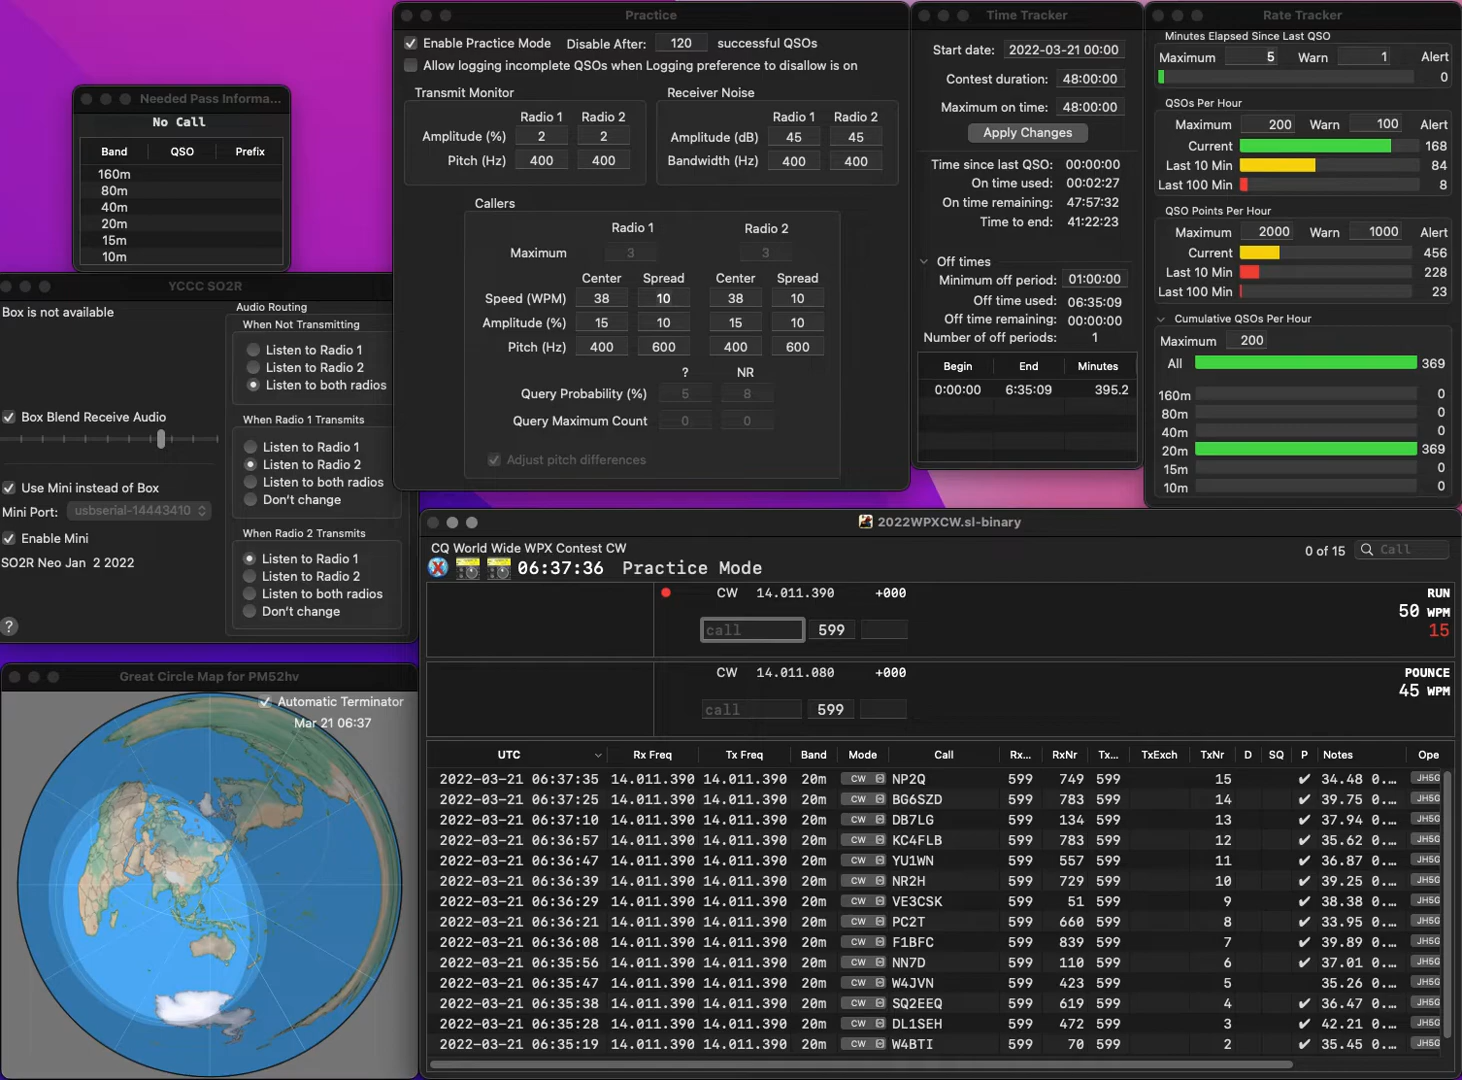 Needed Pass Informa...
No Call
Band QSO Prefix
160m
80m
40m
20m
15m
10m
YCCC SO2R
Box is not available
Audio Routing
When Not Transmitting
Listen to Radio 1
Listen to Radio 2
Listen to both radios
Box Blend Receive Audio
When Radio 1 Transmits
Listen to Radio 1
Listen to Radio 2
Listen to both radios
Don't change
Use Mini instead of Box
Mini Port: usbserial-14443410
Enable Mini
SO2R Neo Jan 2 2022
When Radio 2 Transmits
Listen to Radio 1
Listen to Radio 2
Listen to both radios
Don't change
?
Great Circle Map for PM52hv
Automatic Terminator
Mar 21 06:37
Practice
Enable Practice Mode Disable After: 120 successful QSOs
Allow logging incomplete QSOs when Logging preference to disallow is on
Transmit Monitor
Radio 1 Radio 2
Amplitude (%) 2 2
Pitch (Hz) 400 400
Receiver Noise
Radio 1 Radio 2
Amplitude (dB) 45 45
Bandwidth (Hz) 400 400
Callers
Radio 1 Radio 2
Maximum 3 3
Center Spread Center Spread
Speed (WPM) 38 10 38 10
Amplitude (%) 15 10 15 10
Pitch (Hz) 400 600 400 600
? NR
Query Probability (%) 5 8
Query Maximum Count 0 0
Adjust pitch differences
Time Tracker
Start date: 2022-03-21 00:00
Contest duration: 48:00:00
Maximum on time: 48:00:00
Apply Changes
Time since last QSO: 00:00:00
On time used: 00:02:27
On time remaining: 47:57:32
Time to end: 41:22:23
Off times
Minimum off period: 01:00:00
Off time used: 06:35:09
Off time remaining: 00:00:00
Number of off periods: 1
Begin End Minutes
0:00:00 6:35:09 395.2
Rate Tracker
Minutes Elapsed Since Last QSO
Maximum 5 Warn 1 Alert
0
QSOs Per Hour
Maximum 200 Warn 100 Alert
Current 168
Last 10 Min 84
Last 100 Min 8
QSO Points Per Hour
Maximum 2000 Warn 1000 Alert
Current 456
Last 10 Min 228
Last 100 Min 23
Cumulative QSOs Per Hour
Maximum 200
All 369
160m 0
80m 0
40m 0
20m 369
15m 0
10m 0
2022WPXCW.sl-binary
CQ World Wide WPX Contest CW
0 of 15 Call
06:37:36 Practice Mode
CW 14.011.390 +000 RUN
50 WPM
call 599 15
CW 14.011.080 +000 POUNCE
45 WPM
call 599
UTC Rx Freq Tx Freq Band Mode Call Rx... RxNr Tx... TxExch TxNr D SQ P Notes Ope
2022-03-21 06:37:35 14.011.390 14.011.390 20m CW NP2Q 599 749 599 15 ✔ 34.48 0.... JH5G
2022-03-21 06:37:25 14.011.390 14.011.390 20m CW BG6SZD 599 783 599 14 ✔ 39.75 0.... JH5G
2022-03-21 06:37:10 14.011.390 14.011.390 20m CW DB7LG 599 134 599 13 ✔ 37.94 0.... JH5G
2022-03-21 06:36:57 14.011.390 14.011.390 20m CW KC4FLB 599 783 599 12 ✔ 35.62 0.... JH5G
2022-03-21 06:36:47 14.011.390 14.011.390 20m CW YU1WN 599 557 599 11 ✔ 36.87 0.... JH5G
2022-03-21 06:36:39 14.011.390 14.011.390 20m CW NR2H 599 729 599 10 ✔ 39.25 0.... JH5G
2022-03-21 06:36:29 14.011.390 14.011.390 20m CW VE3CSK 599 51 599 9 ✔ 38.38 0.... JH5G
2022-03-21 06:36:21 14.011.390 14.011.390 20m CW PC2T 599 660 599 8 ✔ 33.95 0.... JH5G
2022-03-21 06:36:08 14.011.390 14.011.390 20m CW F1BFC 599 839 599 7 ✔ 39.89 0.... JH5G
2022-03-21 06:35:56 14.011.390 14.011.390 20m CW NN7D 599 110 599 6 ✔ 37.01 0.... JH5G
2022-03-21 06:35:47 14.011.390 14.011.390 20m CW W4JVN 599 423 599 5 35.26 0.... JH5G
2022-03-21 06:35:38 14.011.390 14.011.390 20m CW SQ2EEQ 599 619 599 4 ✔ 36.47 0.... JH5G
2022-03-21 06:35:28 14.011.390 14.011.390 20m CW DL1SEH 599 472 599 3 ✔ 42.21 0.... JH5G
2022-03-21 06:35:19 14.011.390 14.011.390 20m CW W4BTI 599 70 599 2 ✔ 35.45 0.... JH5G